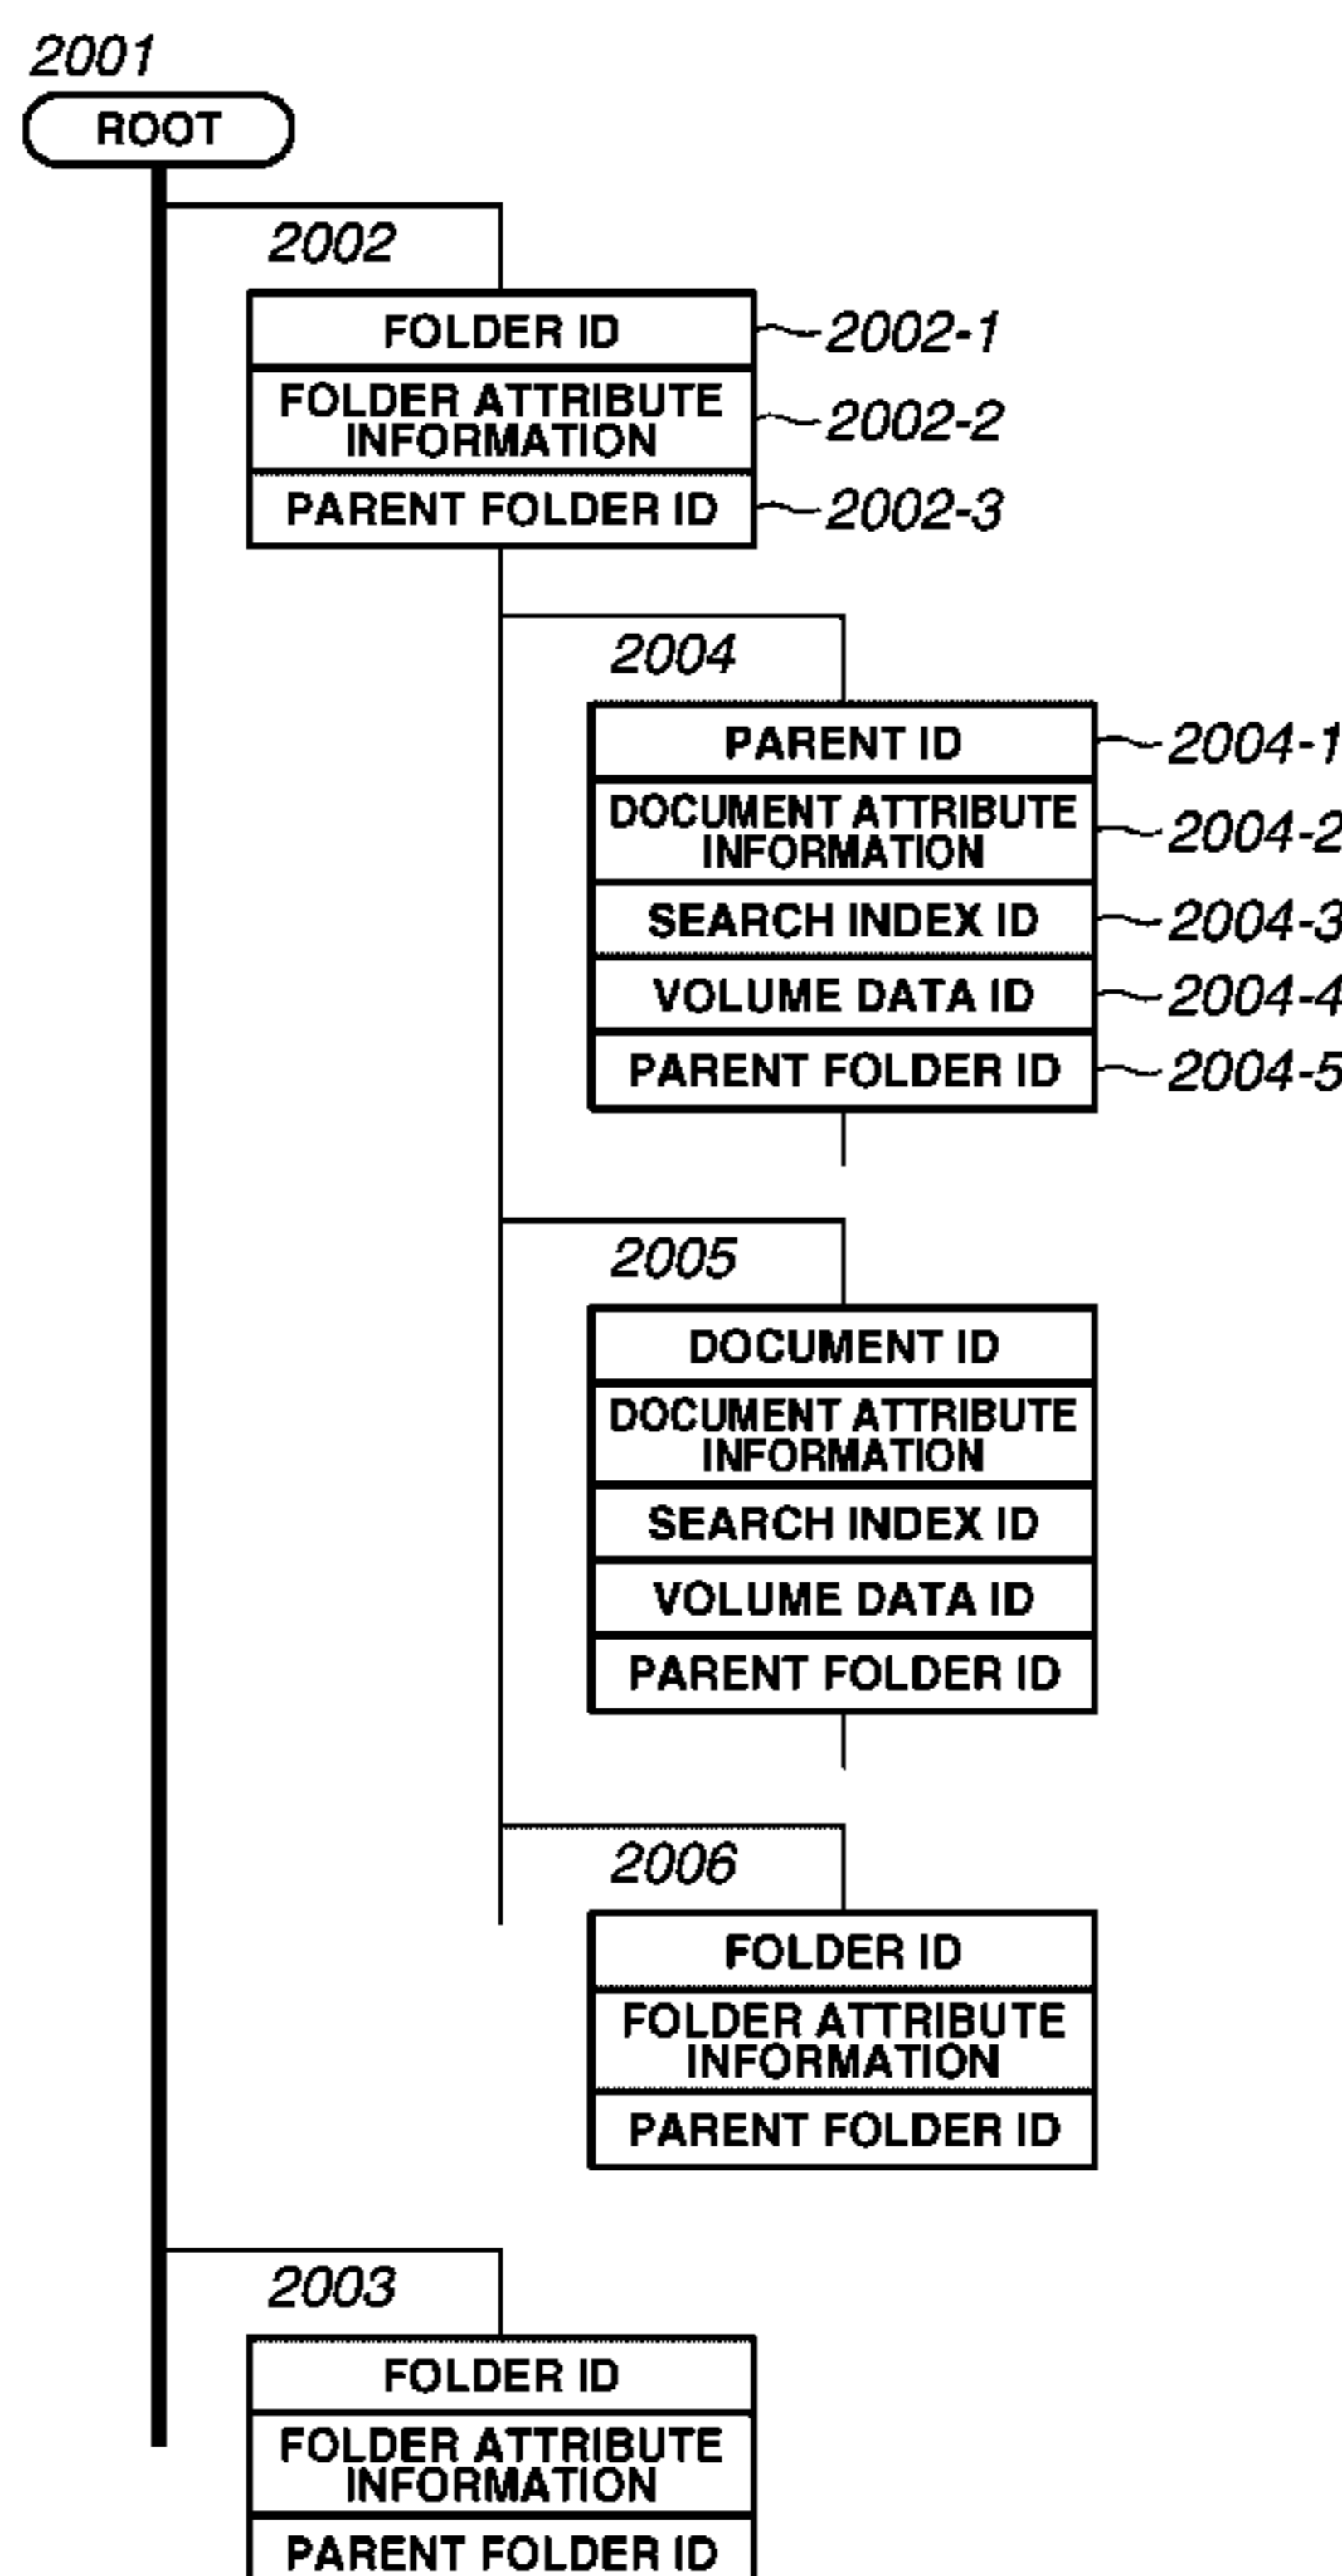 2001
ROOT
2002
FOLDER ID
2002-1
FOLDER ATTRIBUTE
INFORMATION
2002-2
PARENT FOLDER ID
2002-3
2004
PARENT ID
2004-1
DOCUMENT ATTRIBUTE
INFORMATION
2004-2
SEARCH INDEX ID
2004-3
VOLUME DATA ID
2004-4
PARENT FOLDER ID
2004-5
2005
DOCUMENT ID
DOCUMENT ATTRIBUTE
INFORMATION
SEARCH INDEX ID
VOLUME DATA ID
PARENT FOLDER ID
2006
FOLDER ID
FOLDER ATTRIBUTE
INFORMATION
PARENT FOLDER ID
2003
FOLDER ID
FOLDER ATTRIBUTE
INFORMATION
PARENT FOLDER ID